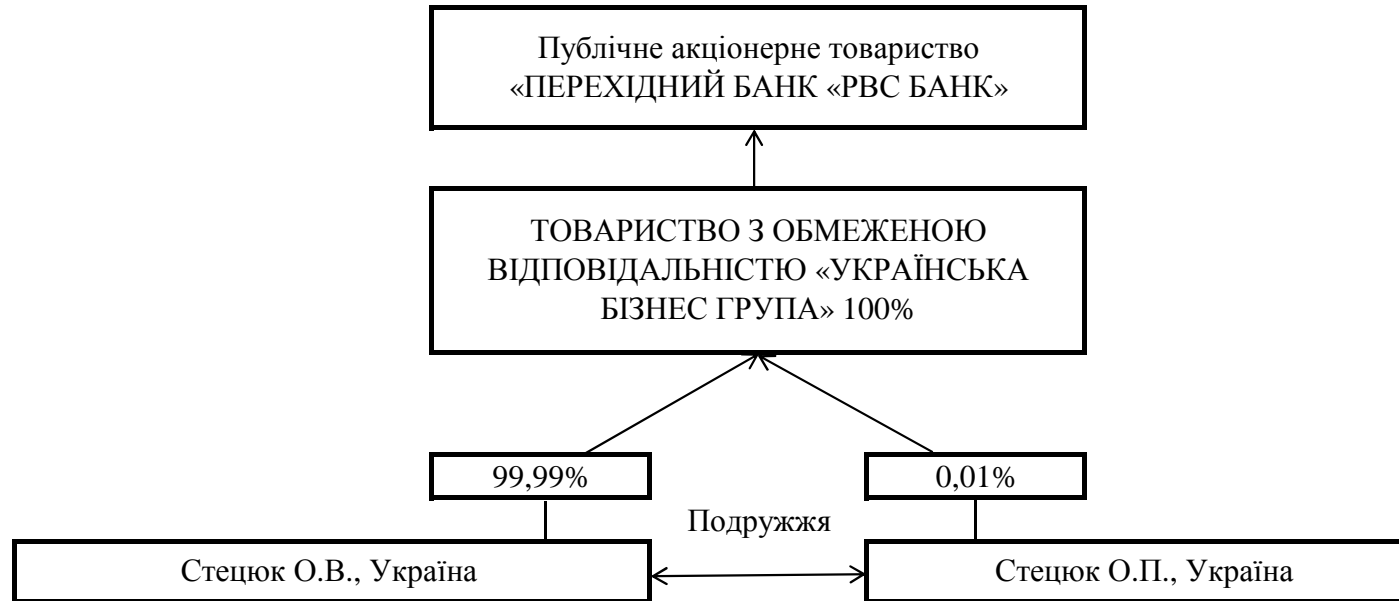 Публічне акціонерне товариство
«ПЕРЕХІДНИЙ БАНК «РВС БАНК»
ТОВАРИСТВО З ОБМЕЖЕНОЮ
ВІДПОВІДАЛЬНІСТЮ «УКРАЇНСЬКА
БІЗНЕС ГРУПА» 100%
99,99%
0,01%
Подружжя
Стецюк О.В., Україна
Стецюк О.П., Україна